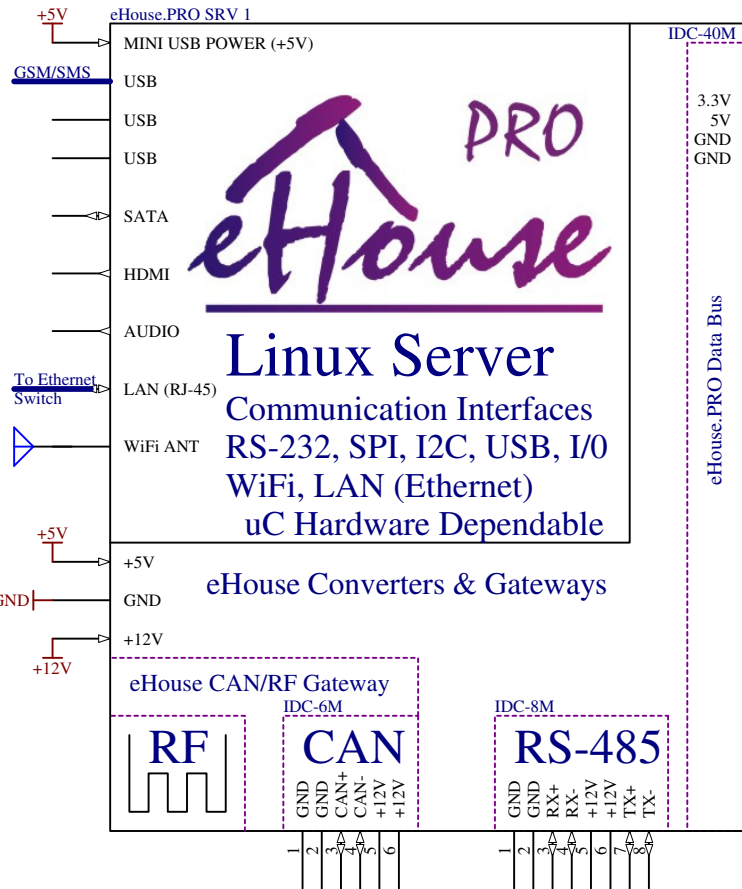 +5V
eHouse.PRO SRV 1
IDC-40M
MINI USB POWER (+5V)
GSM/SMS
USB
USB
USB
SATA
HDMI
AUDIO
To Ethernet
Switch
LAN (RJ-45)
WiFi ANT
PRO
eHouse
Linux Server
Communication Interfaces
RS-232, SPI, I2C, USB, I/0
WiFi, LAN (Ethernet)
uC Hardware Dependable
3.3V
5V
GND
GND
eHouse.PRO Data Bus
+5V
+5V
GND
GND
+12V
+12V
eHouse Converters & Gateways
eHouse CAN/RF Gateway
RF
IDC-6M
CAN
GND
GND
CAN+
CAN-
+12V
+12V
1
2
3
4
5
6
IDC-8M
RS-485
GND
GND
RX+
RX-
+12V
+12V
TX+
TX-
1
2
3
4
5
6
7
8